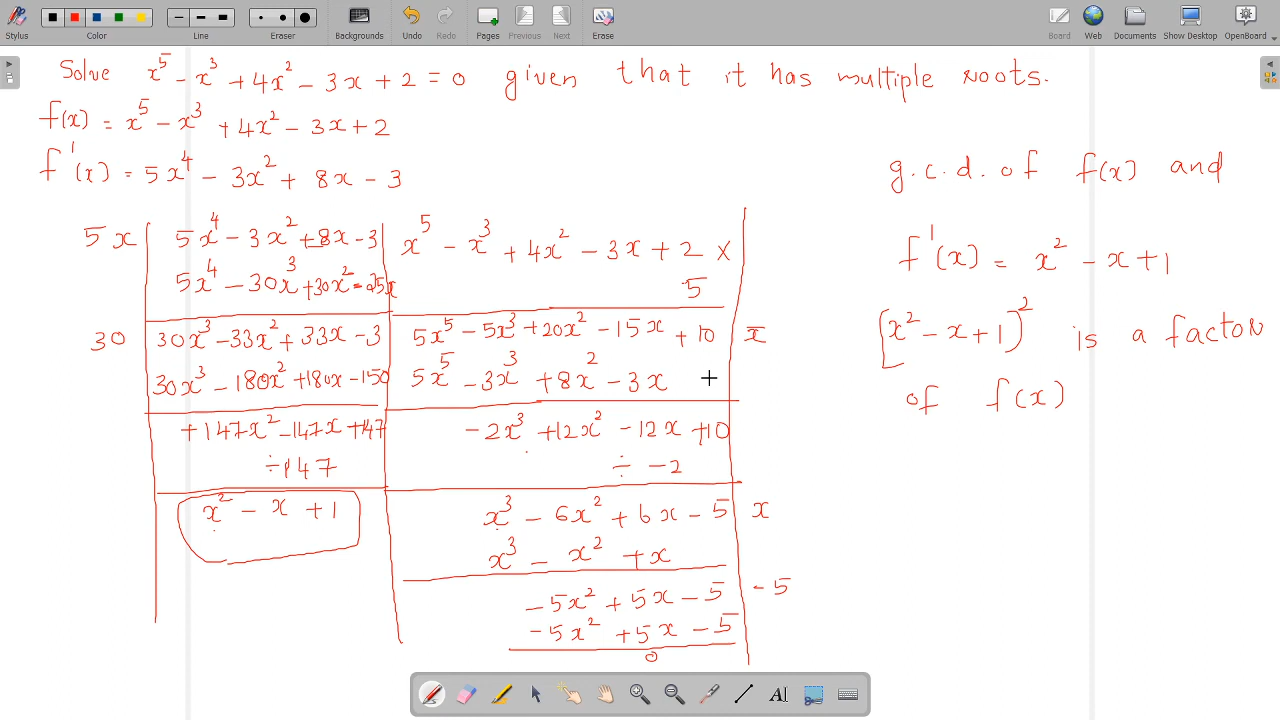 Stylus Color Line Eraser Backgrounds Undo Redo Pages Previous Next Erase Board Web Documents Show Desktop OpenBoard
Solve x⁵ - x³ + 4x² - 3x + 2 = 0 given that it has multiple roots.
f(x) = x⁵ - x³ + 4x² - 3x + 2
f'(x) = 5x⁴ - 3x² + 8x - 3
5x | 5x⁴ - 3x² + 8x - 3 | x⁵ - x³ + 4x² - 3x + 2 ×
5x⁴ - 30x³ + 30x² - 25x | 5
30 | 30x³ - 33x² + 33x - 3 | 5x⁵ - 5x³ + 20x² - 15x + 10 | x
30x³ - 180x² + 180x - 150 | 5x⁵ - 3x³ + 8x² - 3x
+147x² - 147x + 147 | -2x³ + 12x² - 12x + 10
÷ 147 | ÷ -2
x² - x + 1 | x³ - 6x² + 6x - 5 | x
x³ - x² + x
-5x² + 5x - 5 | -5
-5x² + 5x - 5
0
g.c.d. of f(x) and
f'(x) = x² - x + 1
[x² - x + 1)² is a factor
of f(x)